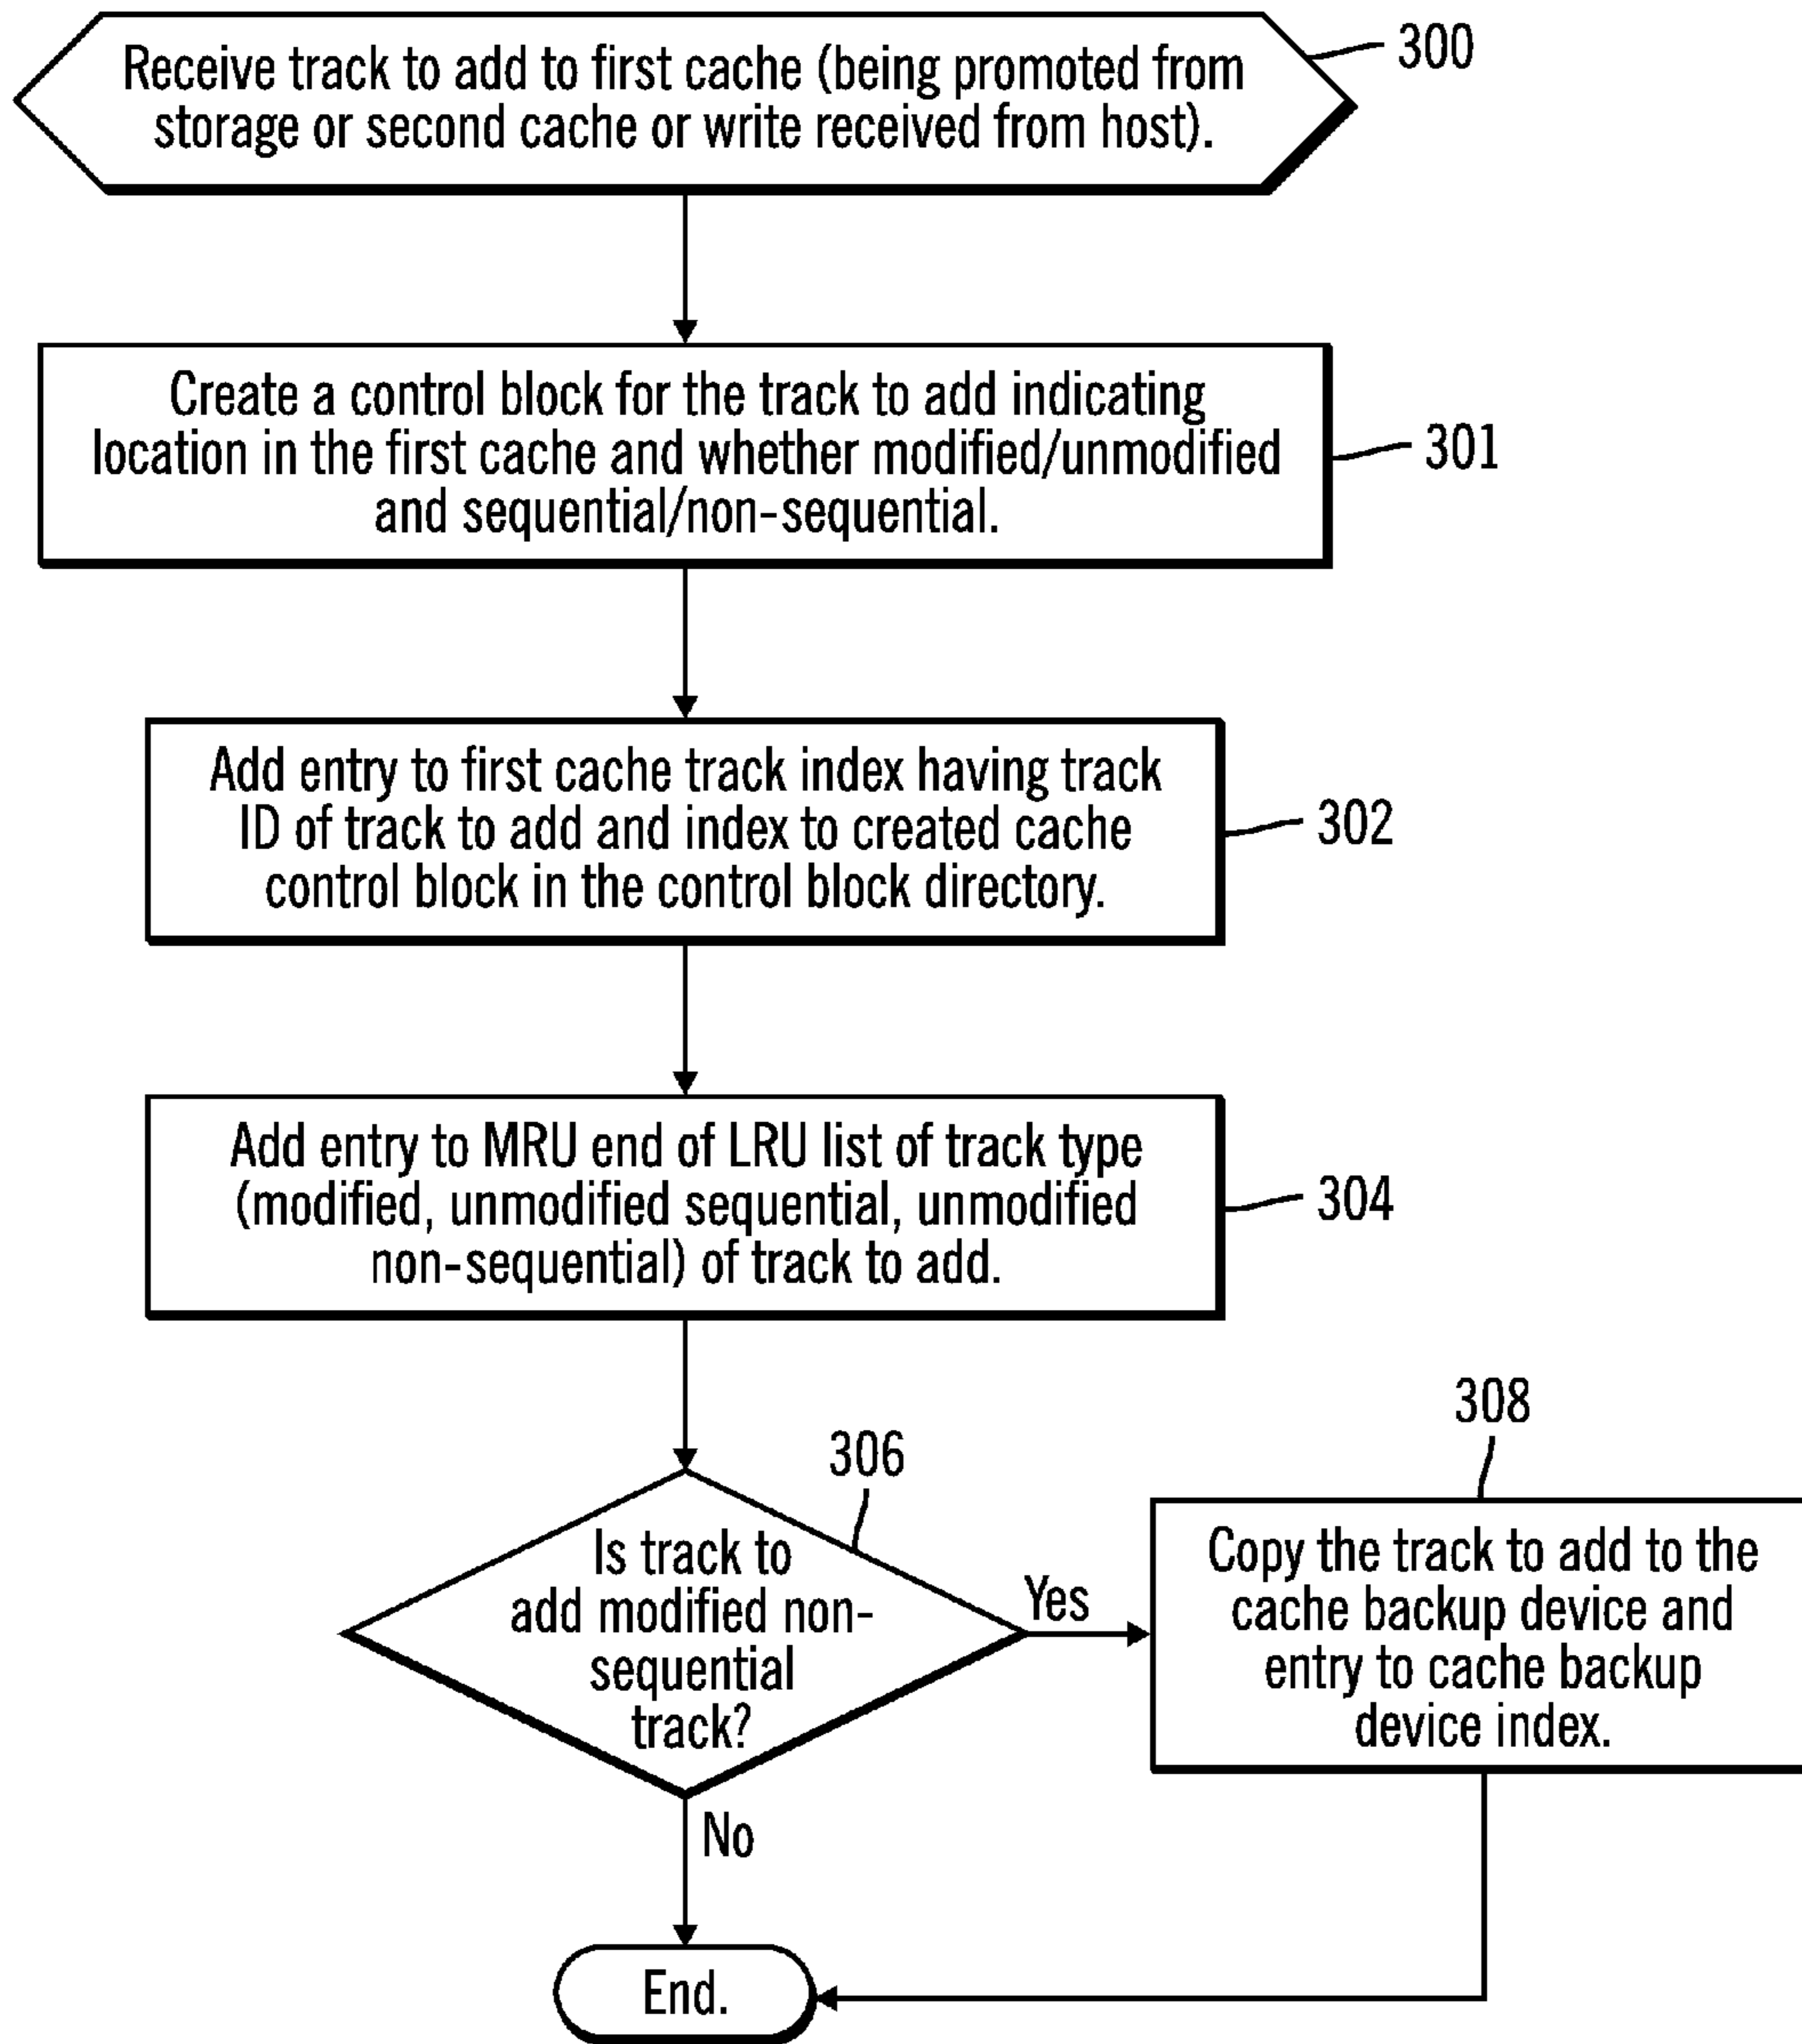 Receive track to add to first cache (being promoted from
storage or second cache or write received from host).
300
Create a control block for the track to add indicating
location in the first cache and whether modified/unmodified
and sequential/non-sequential.
301
Add entry to first cache track index having track
ID of track to add and index to created cache
control block in the control block directory.
302
Add entry to MRU end of LRU list of track type
(modified, unmodified sequential, unmodified
non-sequential) of track to add.
304
306
Is track to
add modified non-
sequential
track?
Yes
308
Copy the track to add to the
cache backup device and
entry to cache backup
device index.
No
End.